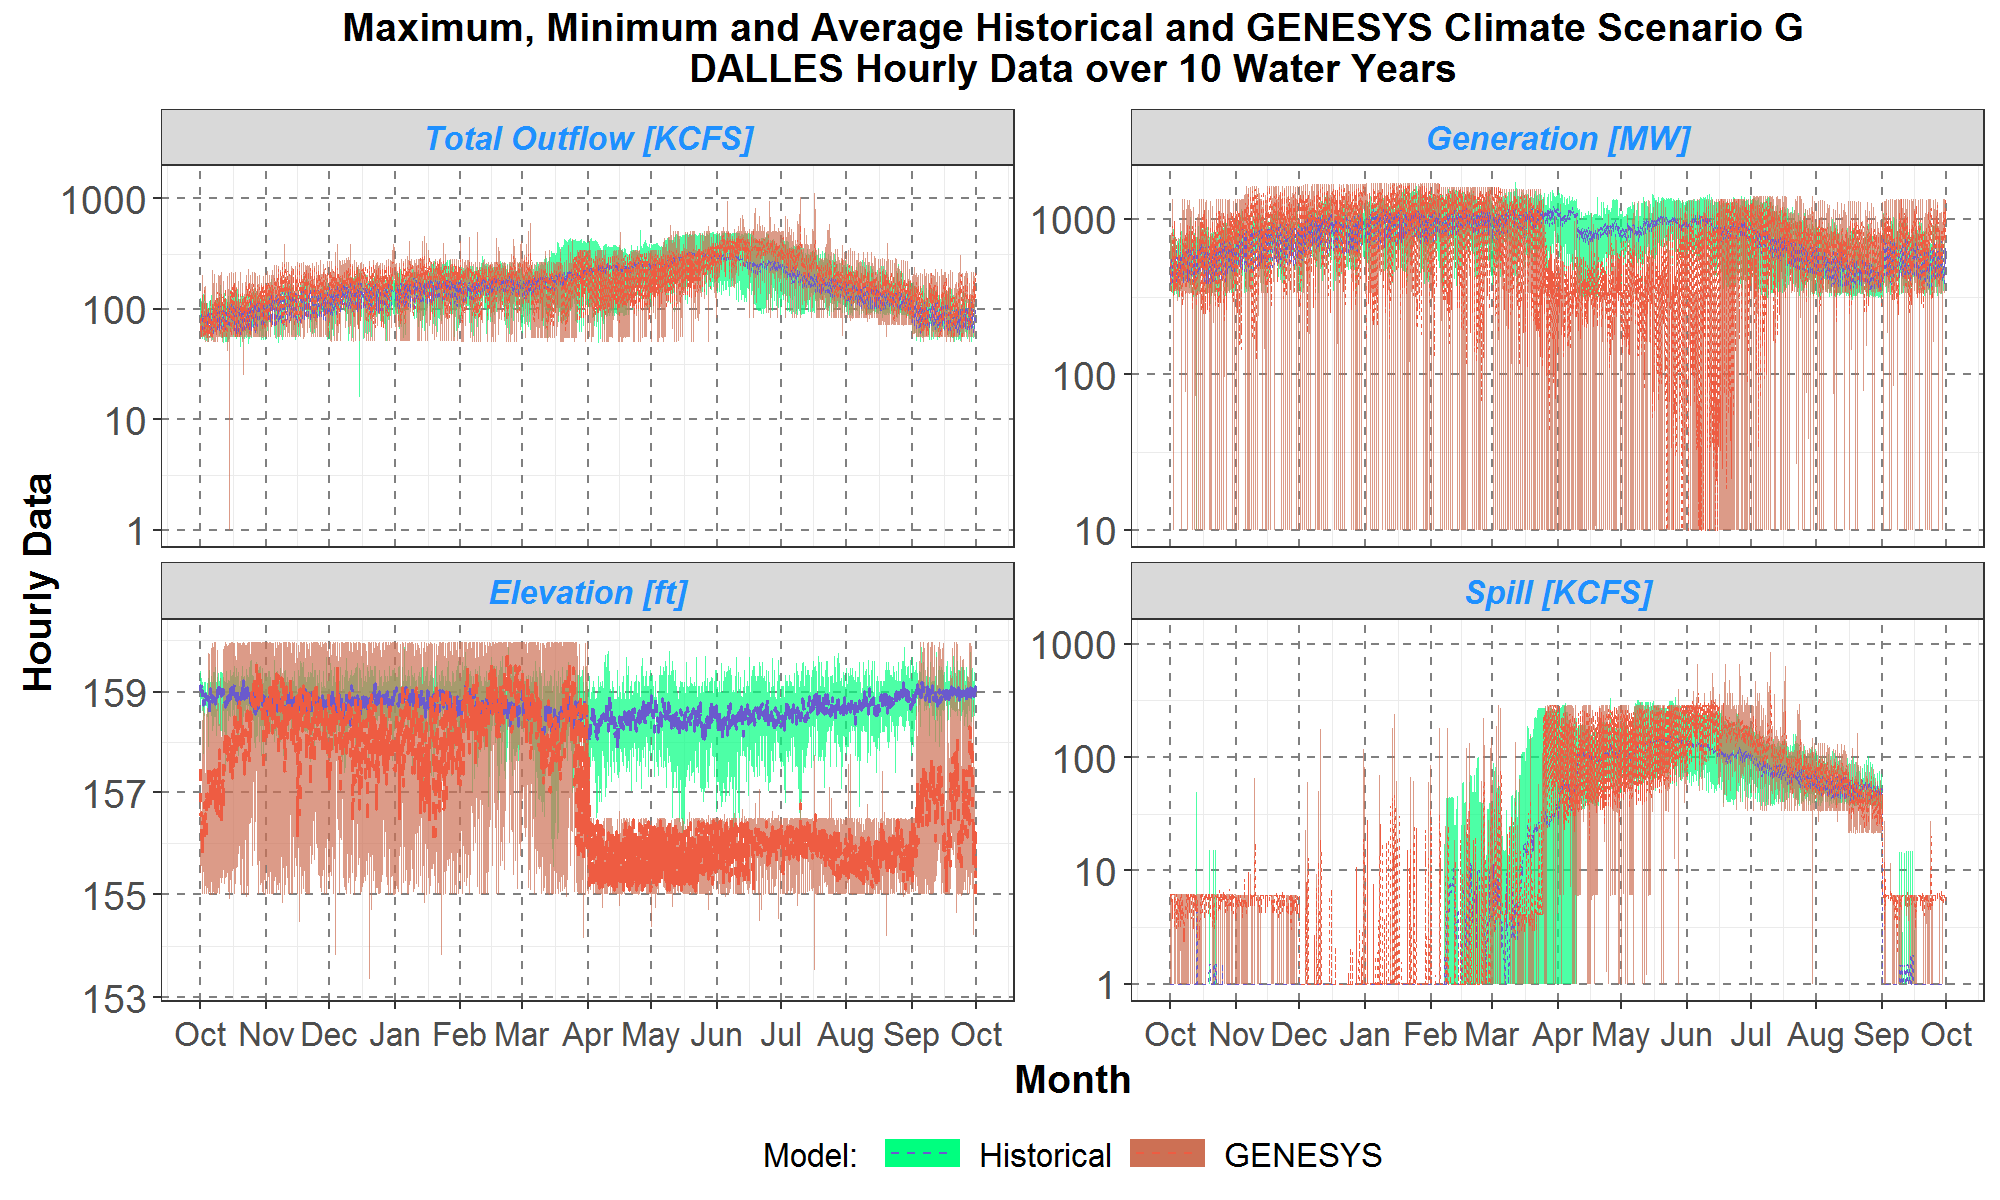 Maximum, Minimum and Average Historical and GENESYS Climate Scenario G
DALLES Hourly Data over 10 Water Years
Total Outflow [KCFS]
Generation [MW]
1000
100
10
1
1000
100
10
Hourly Data
Elevation [ft]
Spill [KCFS]
159
157
155
153
1000
100
10
1
Oct Nov Dec Jan Feb Mar Apr May Jun Jul Aug Sep Oct
Oct Nov Dec Jan Feb Mar Apr May Jun Jul Aug Sep Oct
Month
Model: Historical GENESYS